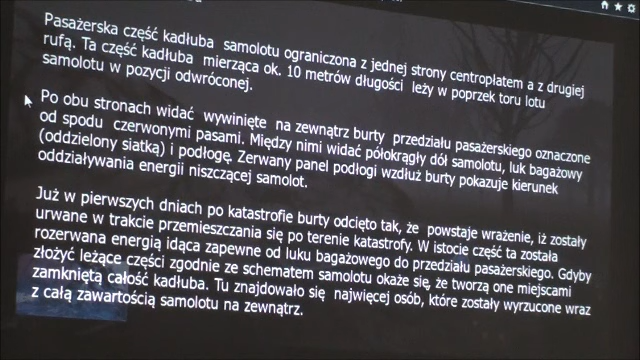 Pasażerska część kadłuba samolotu ograniczona z jednej strony centropłatem a z drugiej
rufą. Ta część kadłuba mierząca ok. 10 metrów długości leży w poprzek toru lotu
samolotu w pozycji odwróconej.
Po obu stronach widać wywinięte na zewnątrz burty przedziału pasażerskiego oznaczone
od spodu czerwonymi pasami. Między nimi widać półokrągły dół samolotu, luk bagażowy
(oddzielony siatką) i podłogę. Zerwany panel podłogi wzdłuż burty pokazuje kierunek
oddziaływania energii niszczącej samolot.
Już w pierwszych dniach po katastrofie burty odcięto tak, że powstaje wrażenie, iż zostały
urwane w trakcie przemieszczania się po terenie katastrofy. W istocie część ta została
rozerwana energią idąca zapewne od luku bagażowego do przedziału pasażerskiego. Gdyby
złożyć leżące części zgodnie ze schematem samolotu okaże się, że tworzą one miejscami
zamkniętą całość kadłuba. Tu znajdowało się najwięcej osób, które zostały wyrzucone wraz
z całą zawartością samolotu na zewnątrz.